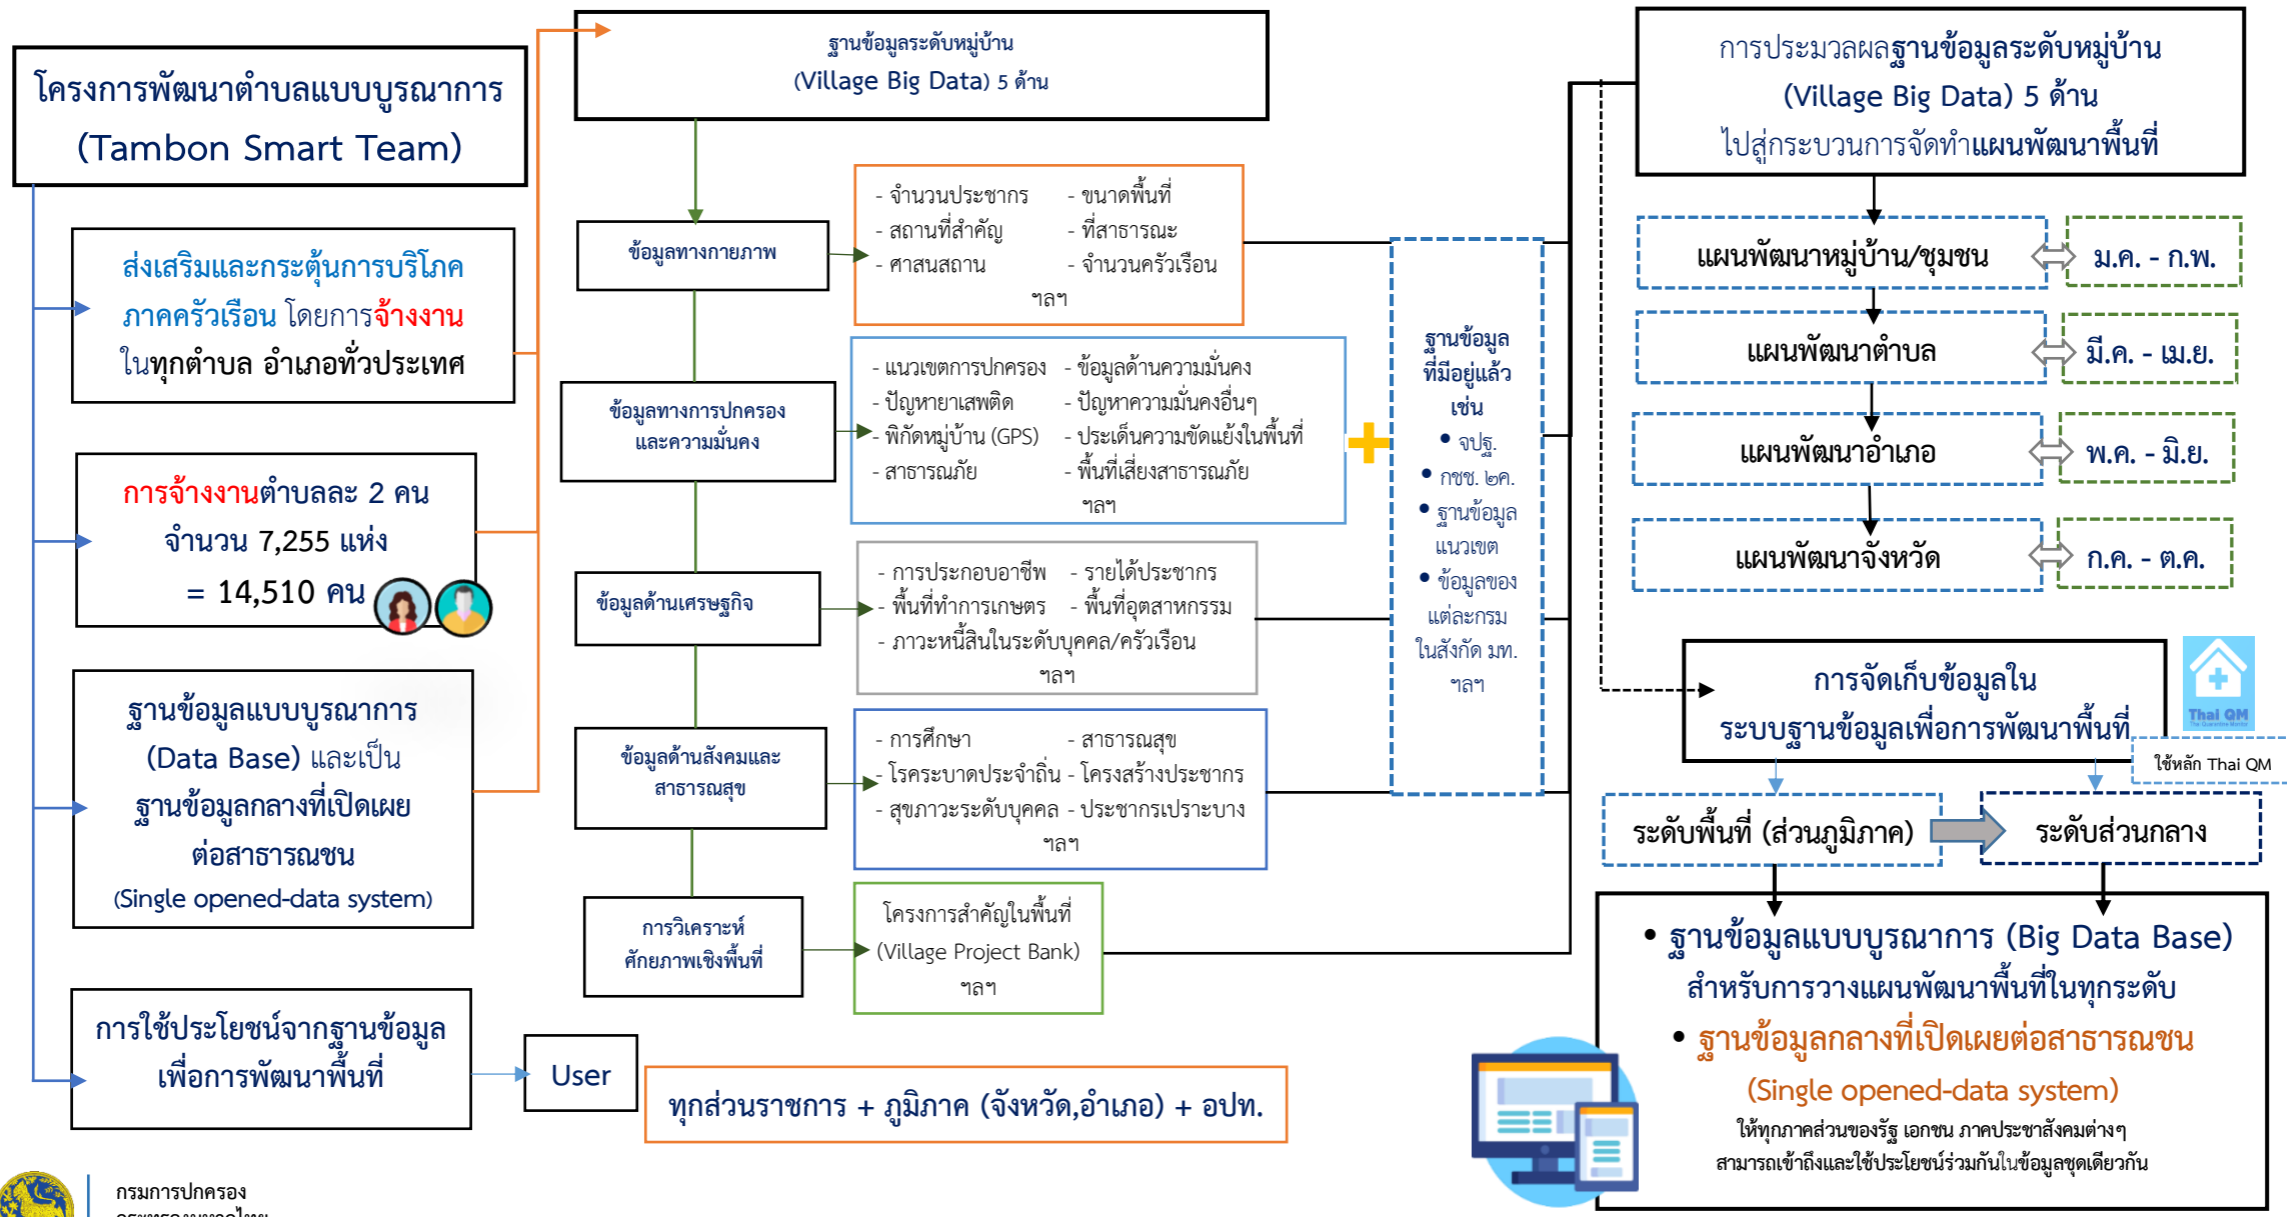 โครงการพัฒนาตำบลแบบบูรณาการ
(Tambon Smart Team)
ส่งเสริมและกระตุ้นการบริโภค
ภาคครัวเรือน โดยการจ้างงาน
ในทุกตำบล อำเภอทั่วประเทศ
การจ้างงานตำบลละ 2 คน
จำนวน 7,255 แห่ง
= 14,510 คน
ฐานข้อมูลแบบบูรณาการ
(Data Base) และเป็น
ฐานข้อมูลกลางที่เปิดเผย
ต่อสาธารณชน
(Single opened-data system)
การใช้ประโยชน์จากฐานข้อมูล
เพื่อการพัฒนาพื้นที่
User
ทุกส่วนราชการ + ภูมิภาค (จังหวัด,อำเภอ) + อปท.
ฐานข้อมูลระดับหมู่บ้าน
(Village Big Data) 5 ด้าน
ข้อมูลทางกายภาพ
- จำนวนประชากร - ขนาดพื้นที่
- สถานที่สำคัญ - ที่สาธารณะ
- ศาสนสถาน - จำนวนครัวเรือน
ฯลฯ
ข้อมูลทางการปกครอง
และความมั่นคง
- แนวเขตการปกครอง - ข้อมูลด้านความมั่นคง
- ปัญหายาเสพติด - ปัญหาความมั่นคงอื่นๆ
- พิกัดหมู่บ้าน (GPS) - ประเด็นความขัดแย้งในพื้นที่
- สาธารณภัย - พื้นที่เสี่ยงสาธารณภัย
ฯลฯ
ข้อมูลด้านเศรษฐกิจ
- การประกอบอาชีพ - รายได้ประชากร
- พื้นที่ทำการเกษตร - พื้นที่อุตสาหกรรม
- ภาวะหนี้สินในระดับบุคคล/ครัวเรือน
ฯลฯ
ข้อมูลด้านสังคมและ
สาธารณสุข
- การศึกษา - สาธารณสุข
- โรคระบาดประจำถิ่น - โครงสร้างประชากร
- สุขภาวะระดับบุคคล - ประชากรเปราะบาง
ฯลฯ
การวิเคราะห์
ศักยภาพเชิงพื้นที่
โครงการสำคัญในพื้นที่
(Village Project Bank)
ฯลฯ
ฐานข้อมูล
ที่มีอยู่แล้ว
เช่น
• จปฐ.
• กชช. ๒ค.
• ฐานข้อมูล
แนวเขต
• ข้อมูลของ
แต่ละกรม
ในสังกัด มท.
ฯลฯ
การประมวลผลฐานข้อมูลระดับหมู่บ้าน
(Village Big Data) 5 ด้าน
ไปสู่กระบวนการจัดทำแผนพัฒนาพื้นที่
แผนพัฒนาหมู่บ้าน/ชุมชน
ม.ค. - ก.พ.
แผนพัฒนาตำบล
มี.ค. - เม.ย.
แผนพัฒนาอำเภอ
พ.ค. - มิ.ย.
แผนพัฒนาจังหวัด
ก.ค. - ต.ค.
การจัดเก็บข้อมูลใน
ระบบฐานข้อมูลเพื่อการพัฒนาพื้นที่
Thai QM
ใช้หลัก Thai QM
ระดับพื้นที่ (ส่วนภูมิภาค)
ระดับส่วนกลาง
• ฐานข้อมูลแบบบูรณาการ (Big Data Base)
สำหรับการวางแผนพัฒนาพื้นที่ในทุกระดับ
• ฐานข้อมูลกลางที่เปิดเผยต่อสาธารณชน
(Single opened-data system)
ให้ทุกภาคส่วนของรัฐ เอกชน ภาคประชาสังคมต่างๆ
สามารถเข้าถึงและใช้ประโยชน์ร่วมกันในข้อมูลชุดเดียวกัน
กรมการปกครอง